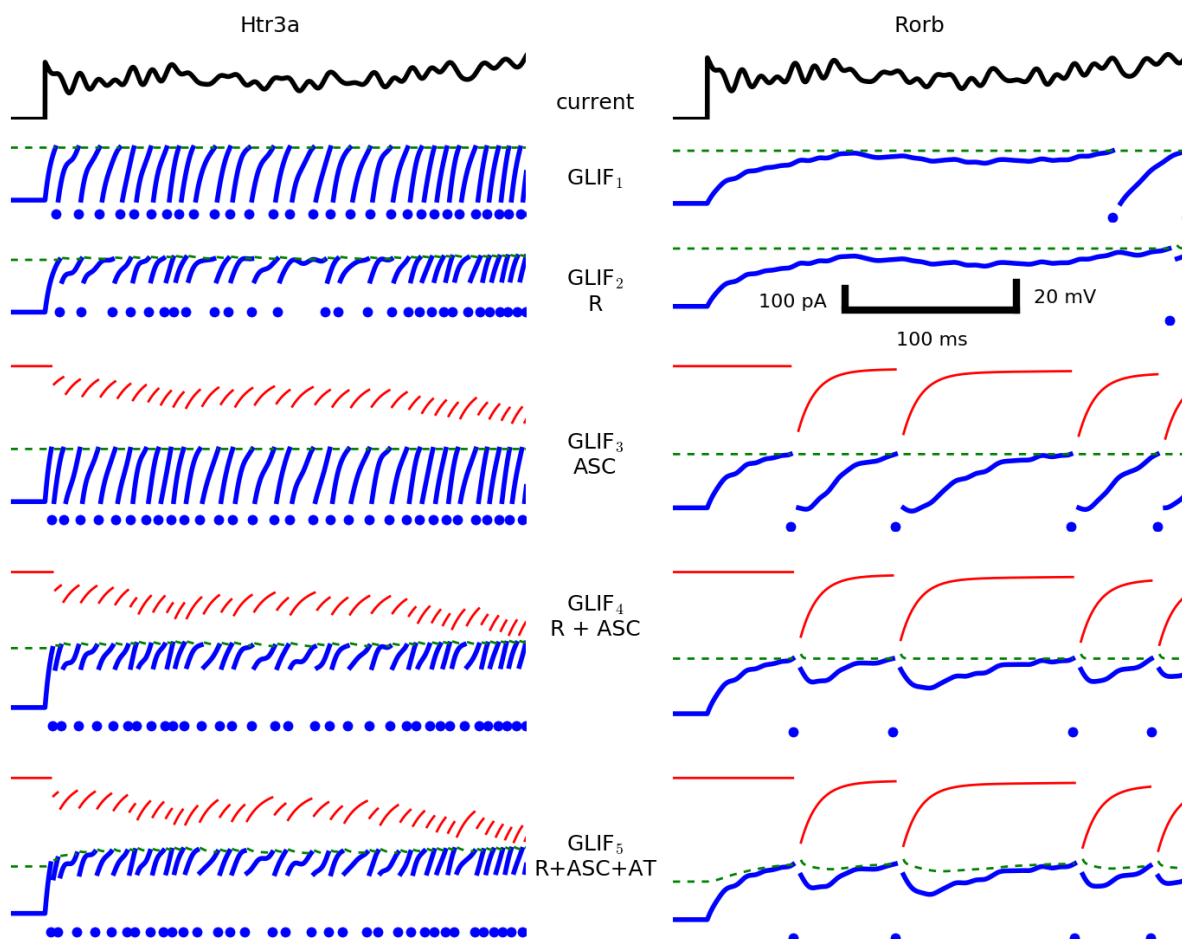 Htr3a
Rorb
current
GLIF₁
GLIF₂
R
100 pA
20 mV
100 ms
GLIF₃
ASC
GLIF₄
R + ASC
GLIF₅
R+ASC+AT